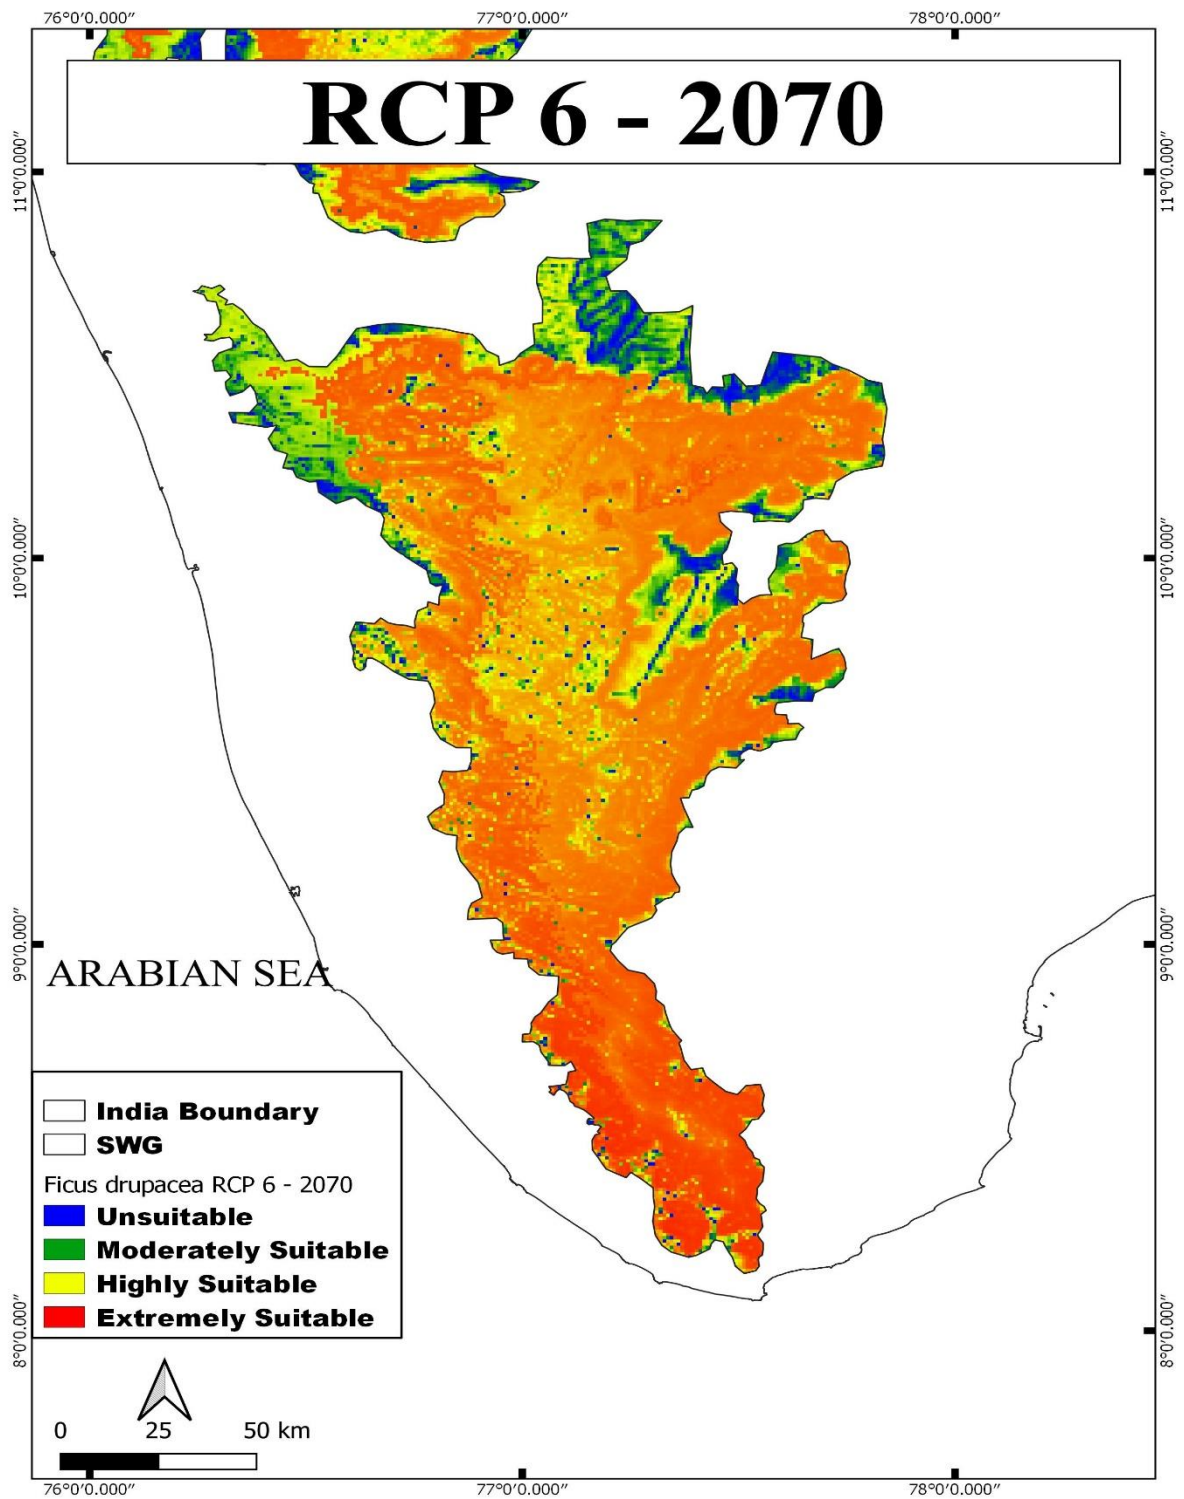 76°0'0.000″ 77°0'0.000″ 78°0'0.000″
RCP 6 - 2070
11°0'0.000″ 11°0'0.000″
10°0'0.000″ 10°0'0.000″
9°0'0.000″ 9°0'0.000″
ARABIAN SEA
India Boundary
SWG
Ficus drupacea RCP 6 - 2070
Unsuitable
Moderately Suitable
Highly Suitable
Extremely Suitable
8°0'0.000″ 8°0'0.000″
0 25 50 km
76°0'0.000″ 77°0'0.000″ 78°0'0.000″